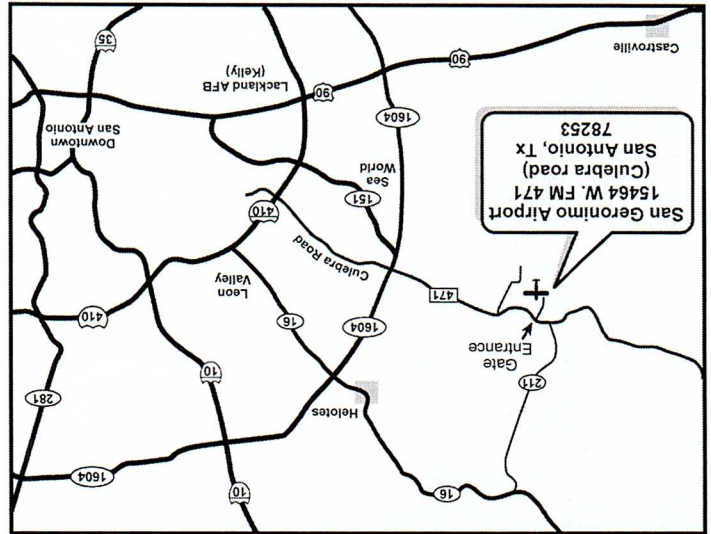 16
10
1604
Helotes
281
211
10
Gate
Entrance
1604
16
410
471
Leon
Valley
Culebra Road
San Geronimo Airport
15464 W. FM 471
(Culebra road)
San Antonio, Tx
78253
410
151
Sea
World
1604
Downtown
San Antonio
90
90
Lackland AFB
(Kelly)
Castroville
35